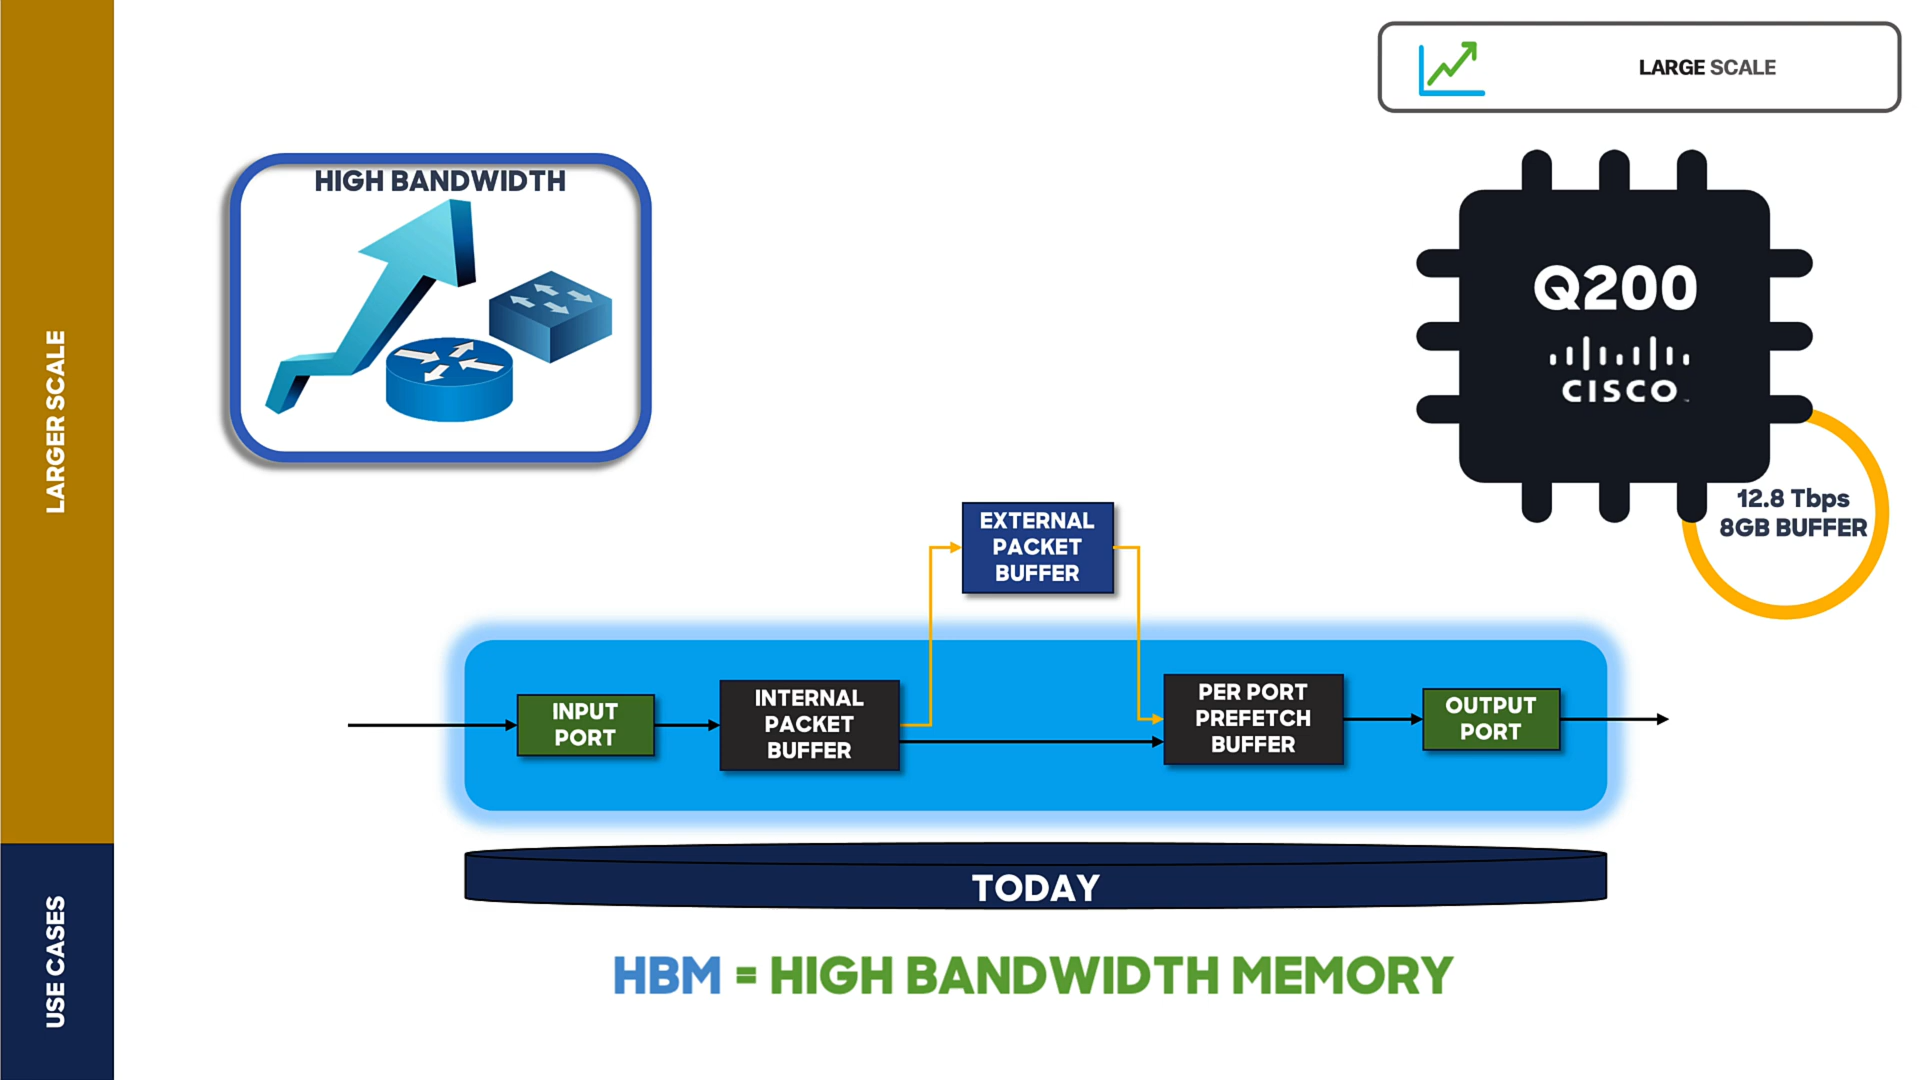 LARGE SCALE
HIGH BANDWIDTH
Q200
CISCO
12.8 Tbps
8GB BUFFER
LARGER SCALE
EXTERNAL
PACKET
BUFFER
INPUT
PORT
INTERNAL
PACKET
BUFFER
PER PORT
PREFETCH
BUFFER
OUTPUT
PORT
TODAY
USE CASES
HBM = HIGH BANDWIDTH MEMORY